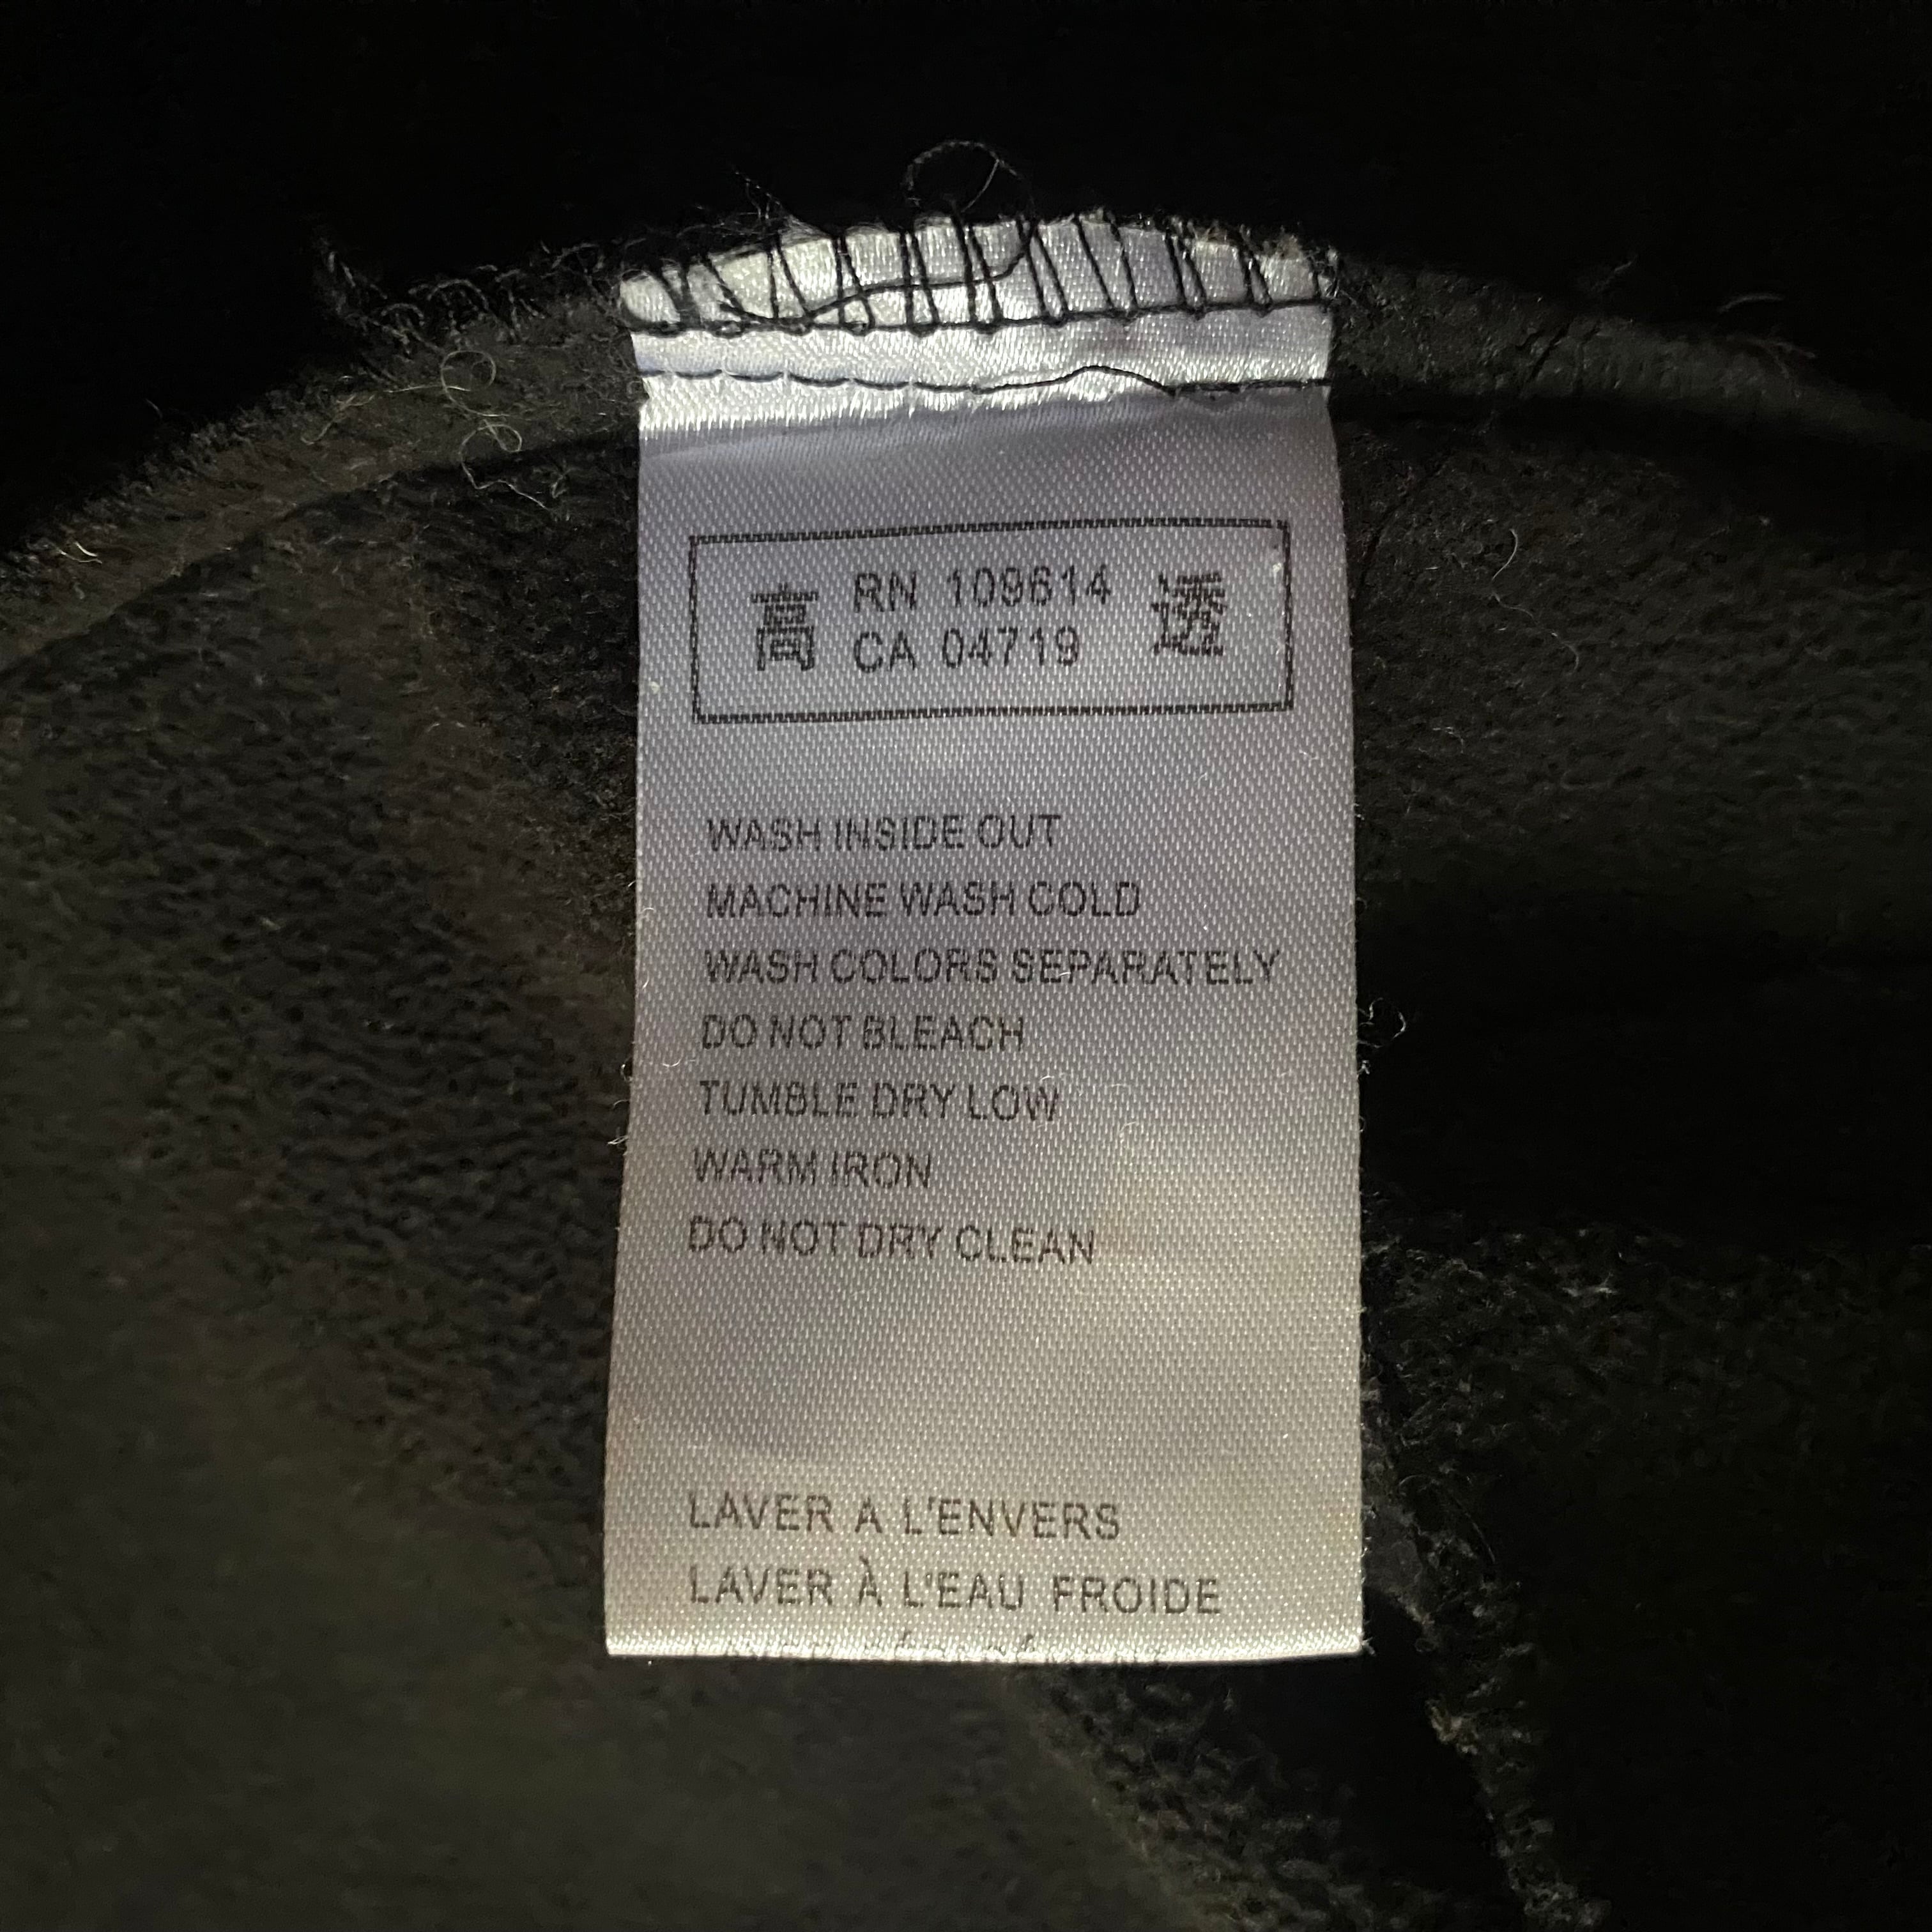 高 RN 109614 透
CA 04719
WASH INSIDE OUT
MACHINE WASH COLD
WASH COLORS SEPARATELY
DO NOT BLEACH
TUMBLE DRY LOW
WARM IRON
DO NOT DRY CLEAN
LAVER A L'ENVERS
LAVER À L'EAU FROIDE